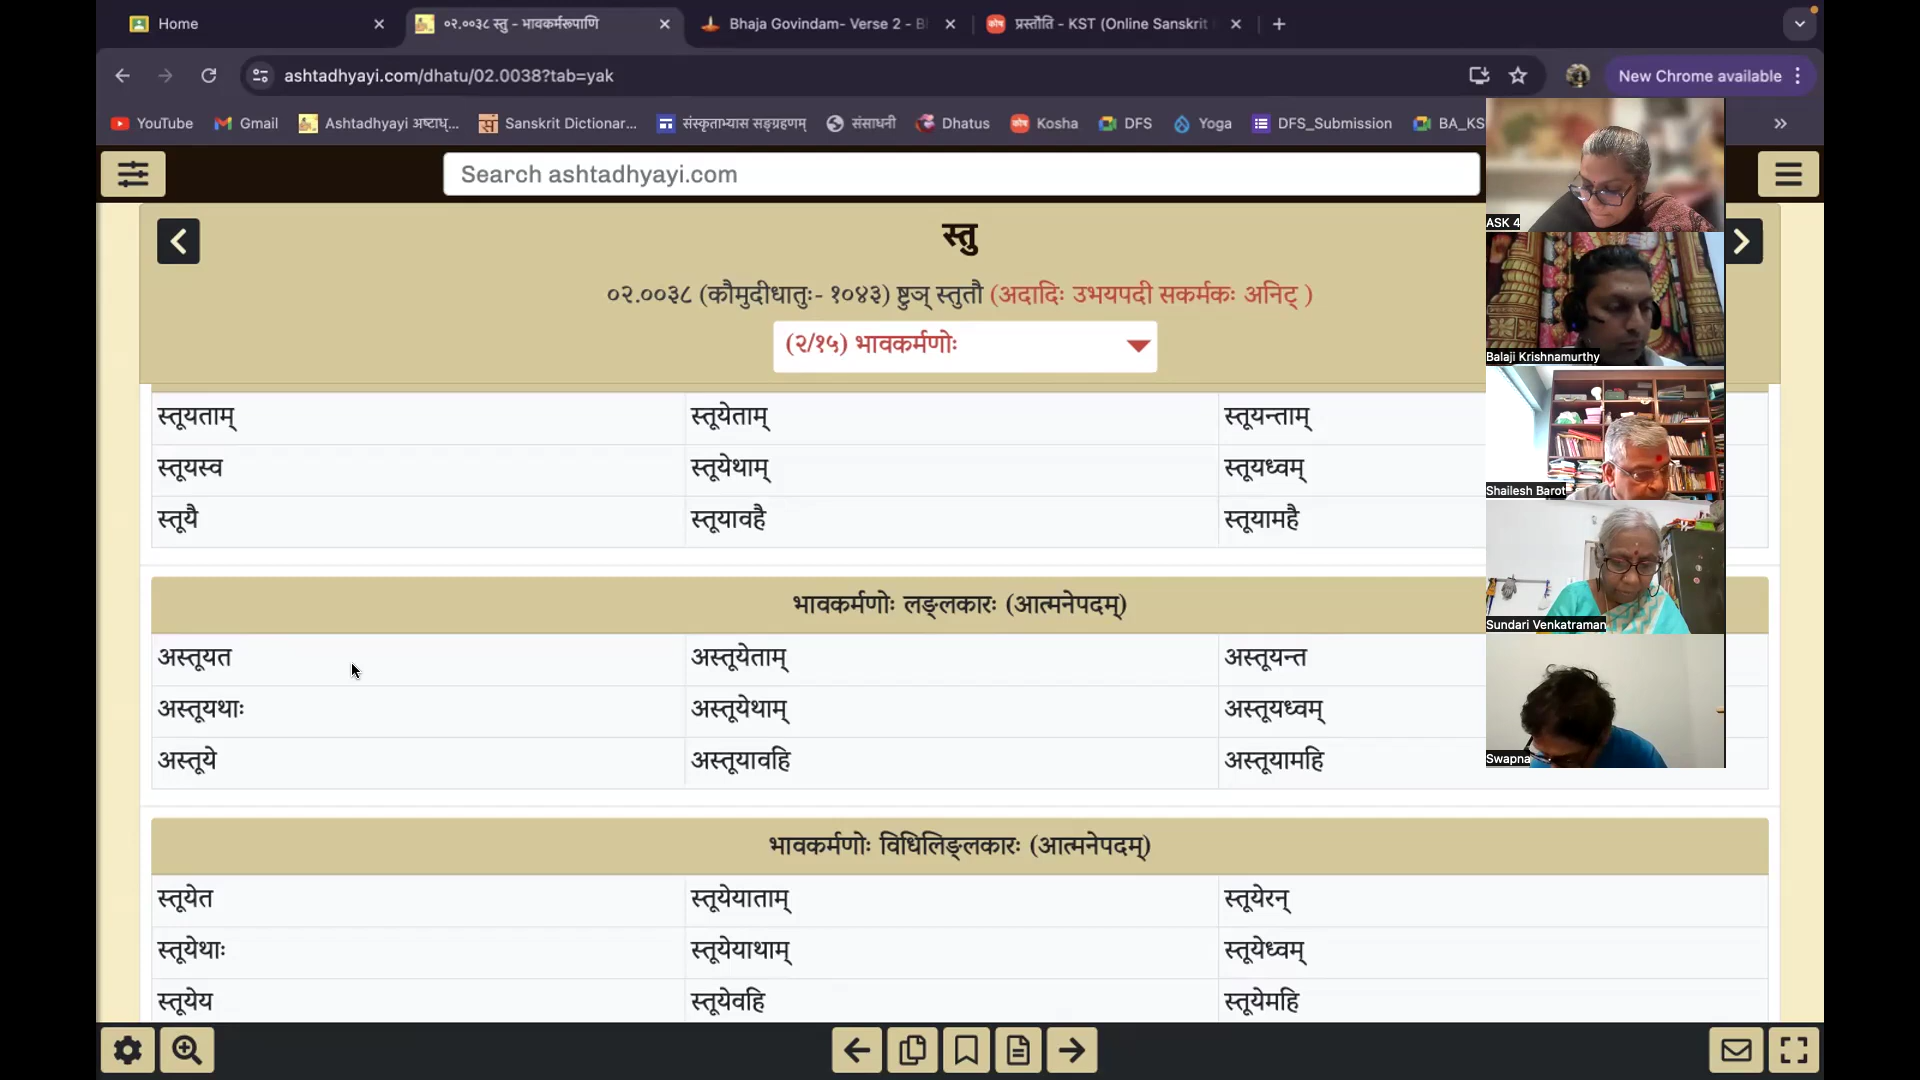 Home
०२.००३८ स्तु - भावकर्मरूपाणि
Bhaja Govindam- Verse 2 - B
प्रस्तौति - KST (Online Sanskrit
ashtadhyayi.com/dhatu/02.0038?tab=yak
New Chrome available
YouTube
Gmail
Ashtadhyayi अष्टाध्...
Sanskrit Dictionar...
संस्कृताभ्यास सङ्ग्रहणम्
संसाधनी
Dhatus
Kosha
DFS
Yoga
DFS_Submission
BA_KS
Search ashtadhyayi.com
स्तु
०२.००३८ (कौमुदीधातुः- १०४३) ष्टुञ् स्तुतौ (अदादिः उभयपदी सकर्मकः अनिट् )
(२/१५) भावकर्मणोः
स्तूयताम् स्तूयेताम् स्तूयन्ताम्
स्तूयस्व स्तूयेथाम् स्तूयध्वम्
स्तूयै स्तूयावहै स्तूयामहै
भावकर्मणोः लङ्लकारः (आत्मनेपदम्)
अस्तूयत अस्तूयेताम् अस्तूयन्त
अस्तूयथाः अस्तूयेथाम् अस्तूयध्वम्
अस्तूये अस्तूयावहि अस्तूयामहि
भावकर्मणोः विधिलिङ्लकारः (आत्मनेपदम्)
स्तूयेत स्तूयेयाताम् स्तूयेरन्
स्तूयेथाः स्तूयेयाथाम् स्तूयेध्वम्
स्तूयेय स्तूयेवहि स्तूयेमहि
ASK 4
Balaji Krishnamurthy
Shailesh Barot
Sundari Venkatraman
Swapna